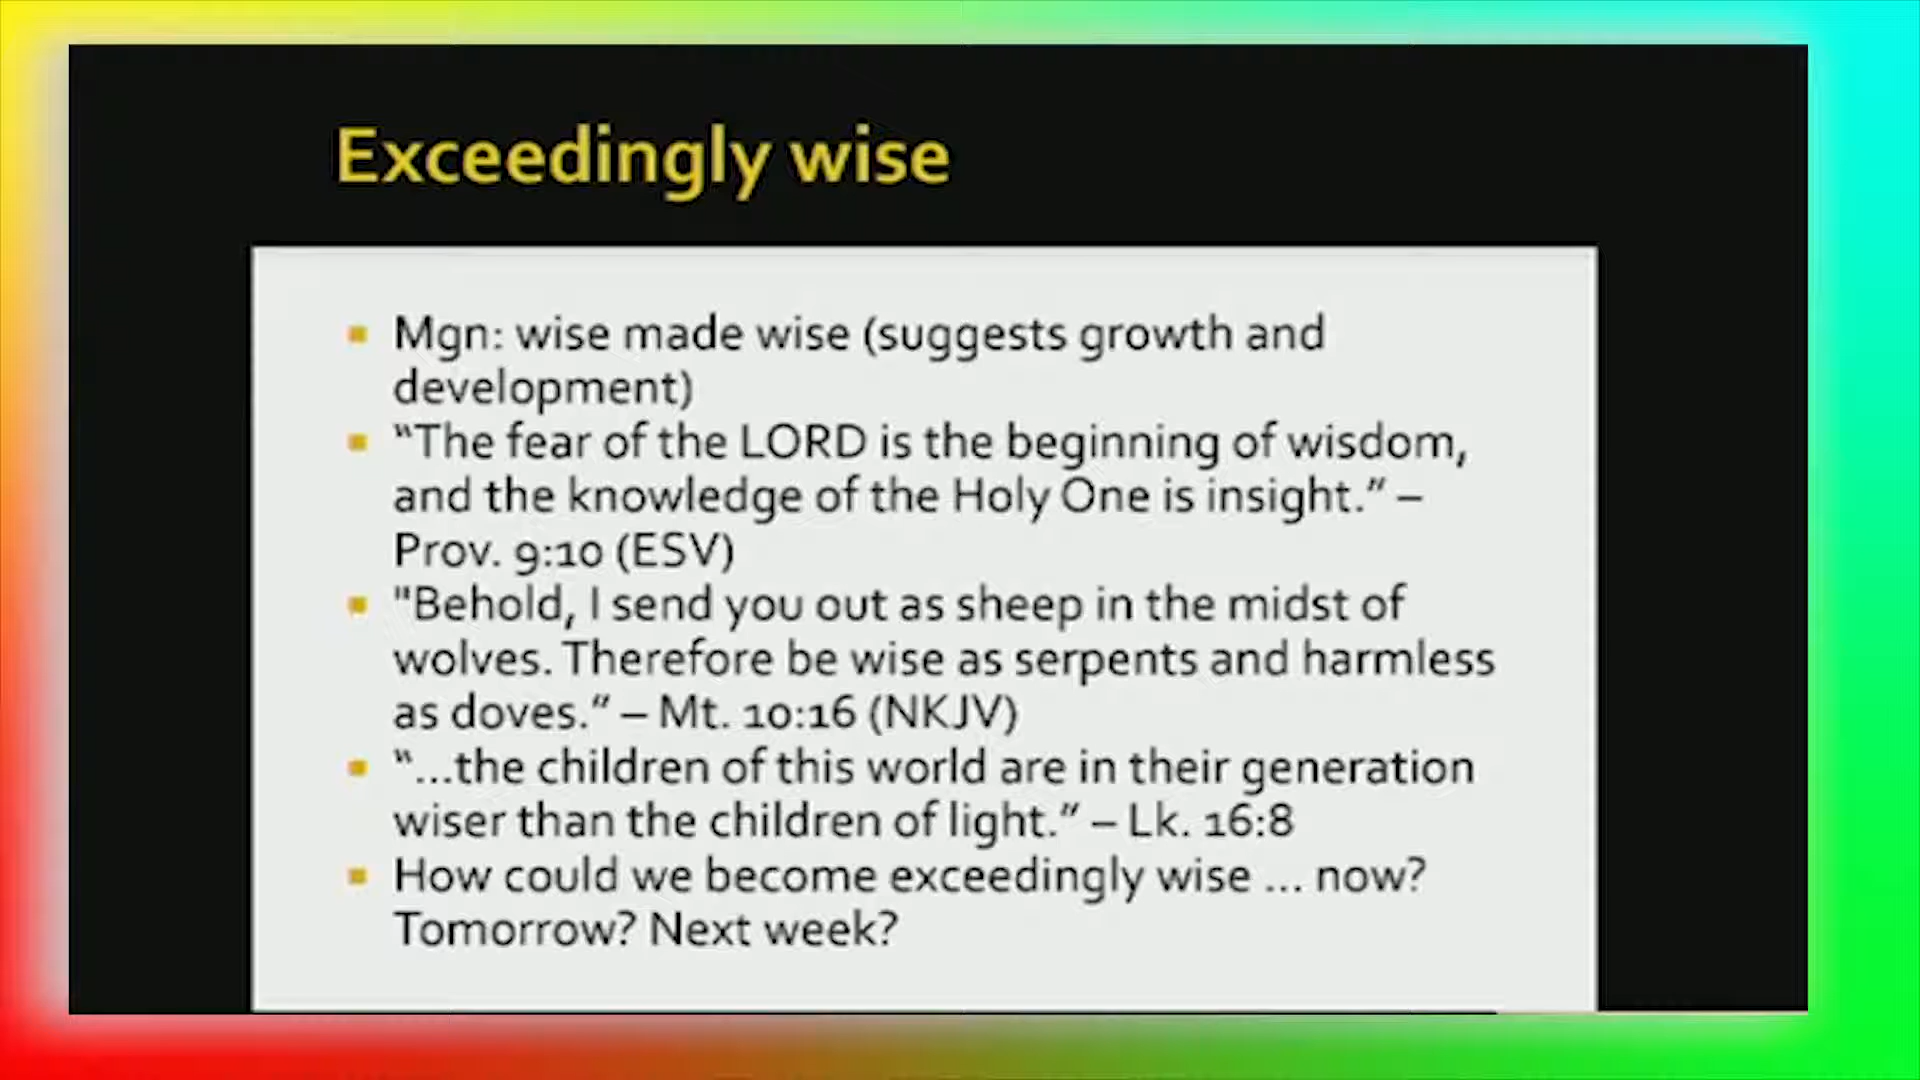 Exceedingly wise
Mgn: wise made wise (suggests growth and
development)
“The fear of the LORD is the beginning of wisdom,
and the knowledge of the Holy One is insight.” –
Prov. 9:10 (ESV)
"Behold, I send you out as sheep in the midst of
wolves. Therefore be wise as serpents and harmless
as doves.” – Mt. 10:16 (NKJV)
“…the children of this world are in their generation
wiser than the children of light.” – Lk. 16:8
How could we become exceedingly wise … now?
Tomorrow? Next week?